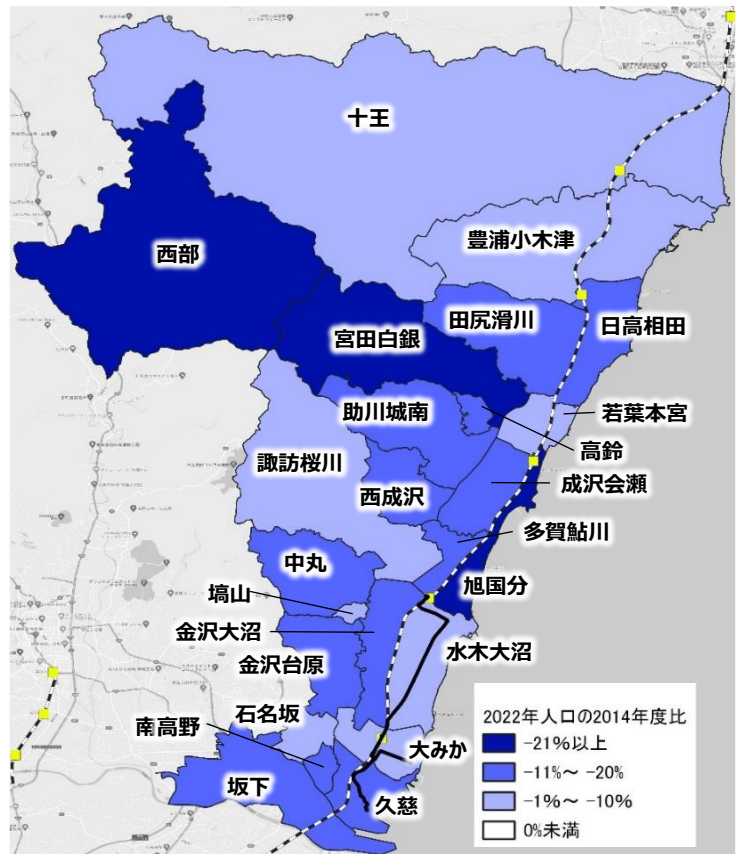 十王
豊浦小木津
西部
田尻滑川
日高相田
宮田白銀
助川城南
若葉本宮
高鈴
諏訪桜川
成沢会瀬
西成沢
多賀鮎川
中丸
旭国分
塙山
金沢大沼
水木大沼
金沢台原
石名坂
南高野
大みか
坂下
久慈
2022年人口の2014年度比
-21%以上
-11%~ -20%
-1%~ -10%
0%未満